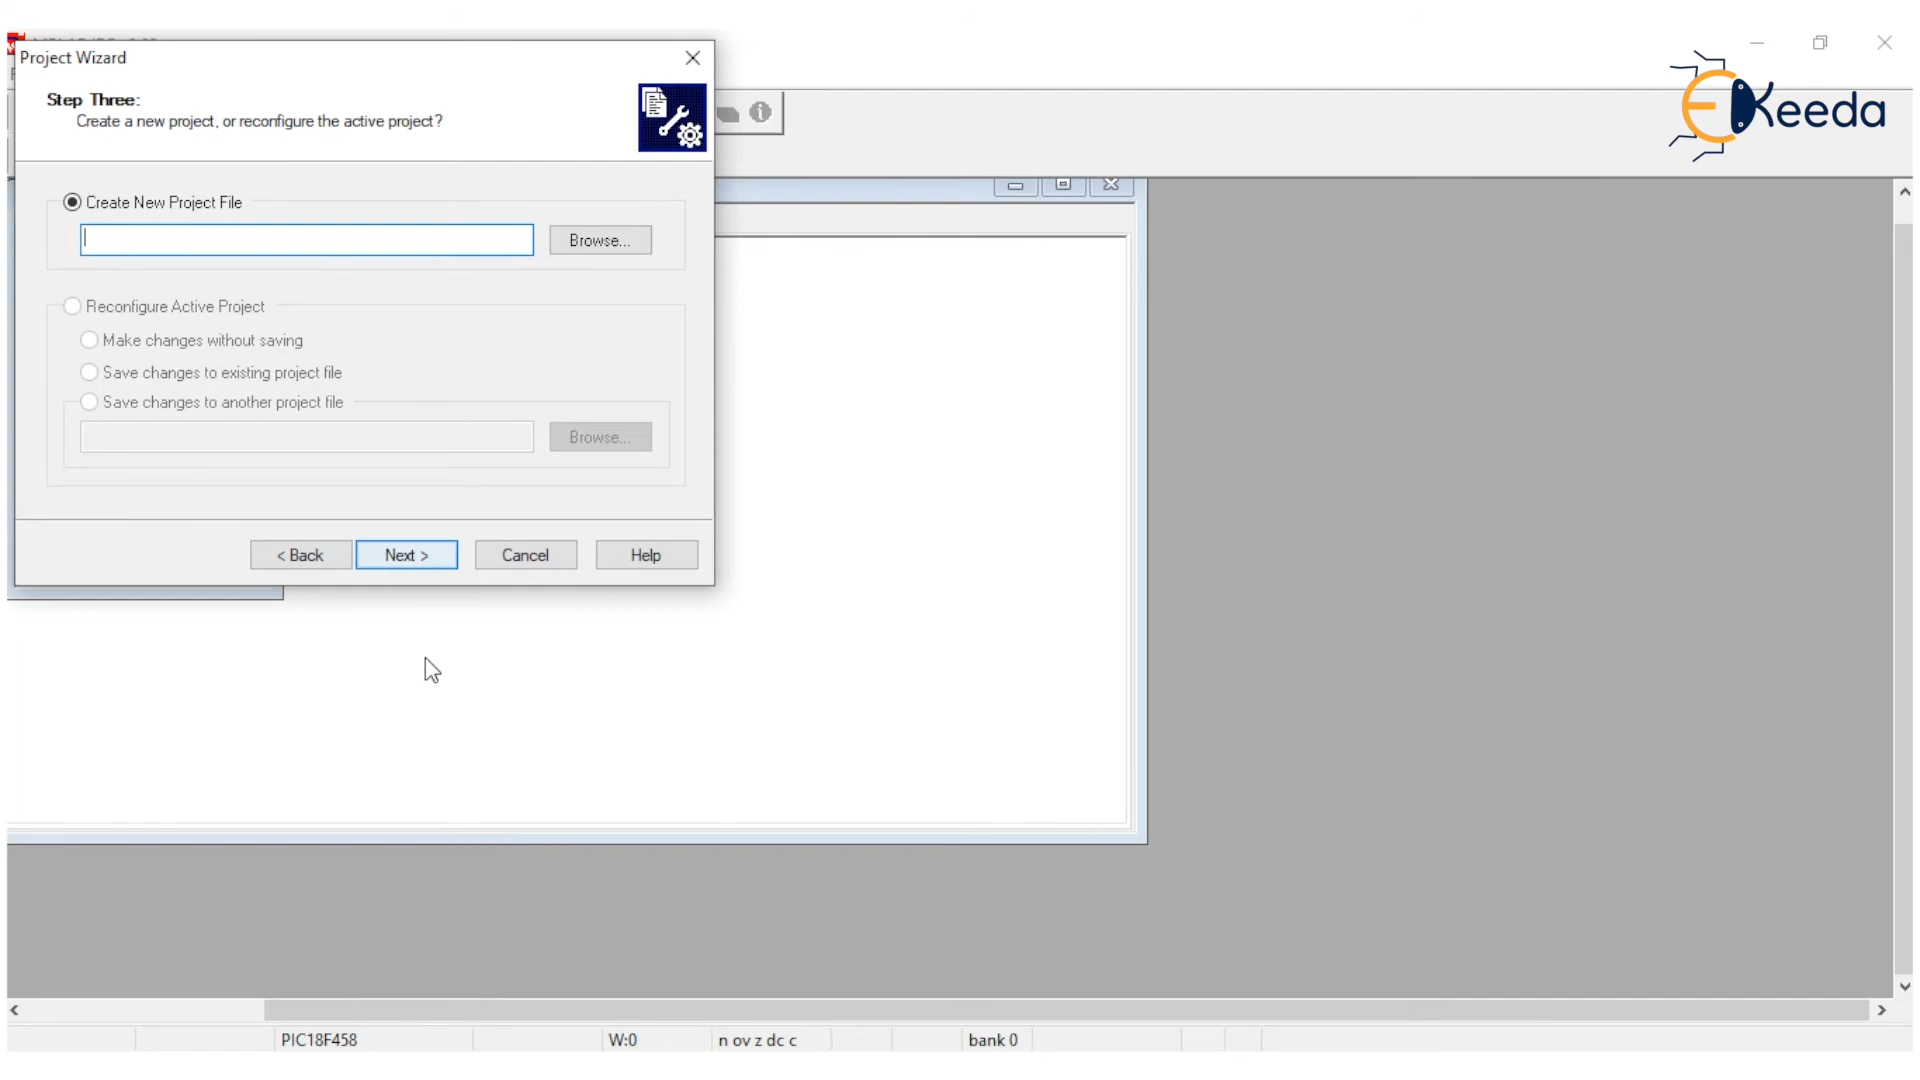 Project Wizard
Step Three:
Create a new project, or reconfigure the active project?
EKeeda
Create New Project File
Browse...
Reconfigure Active Project
Make changes without saving
Save changes to existing project file
Save changes to another project file
Browse...
< Back
Next >
Cancel
Help
PIC18F458
W:0
n ov z dc c
bank 0